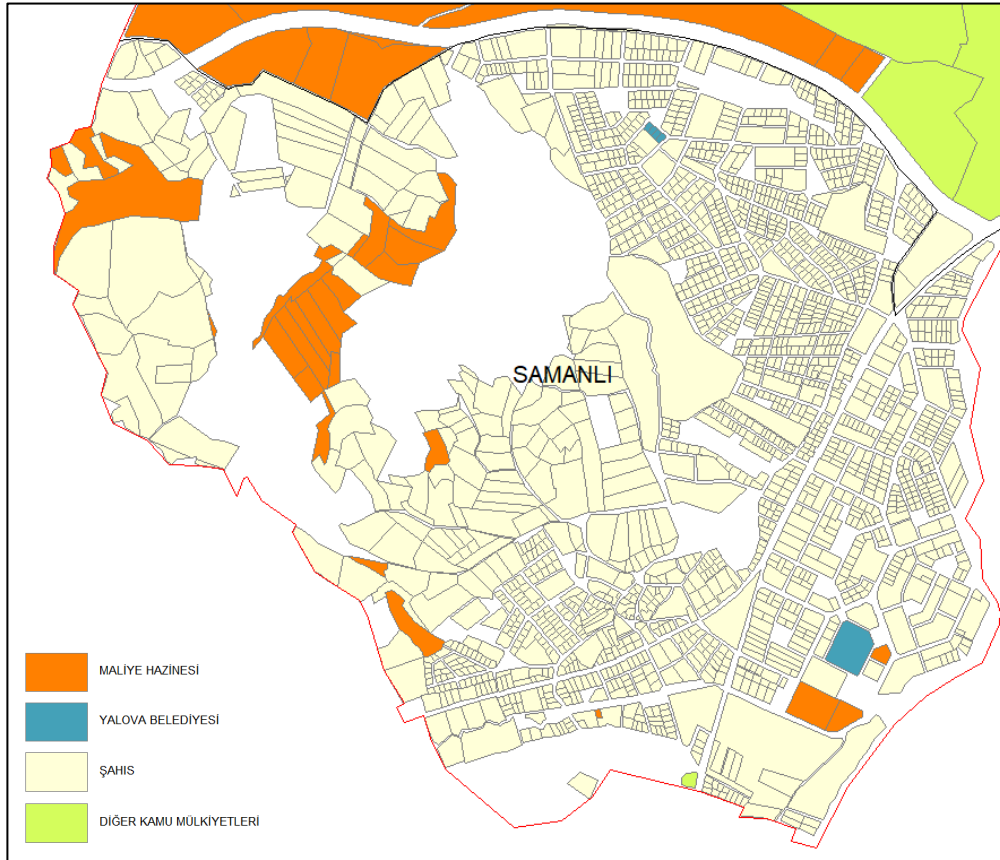 SAMANLI
MALİYE HAZİNESİ
YALOVA BELEDİYESİ
ŞAHIS
DİĞER KAMU MÜLKİYETLERİ